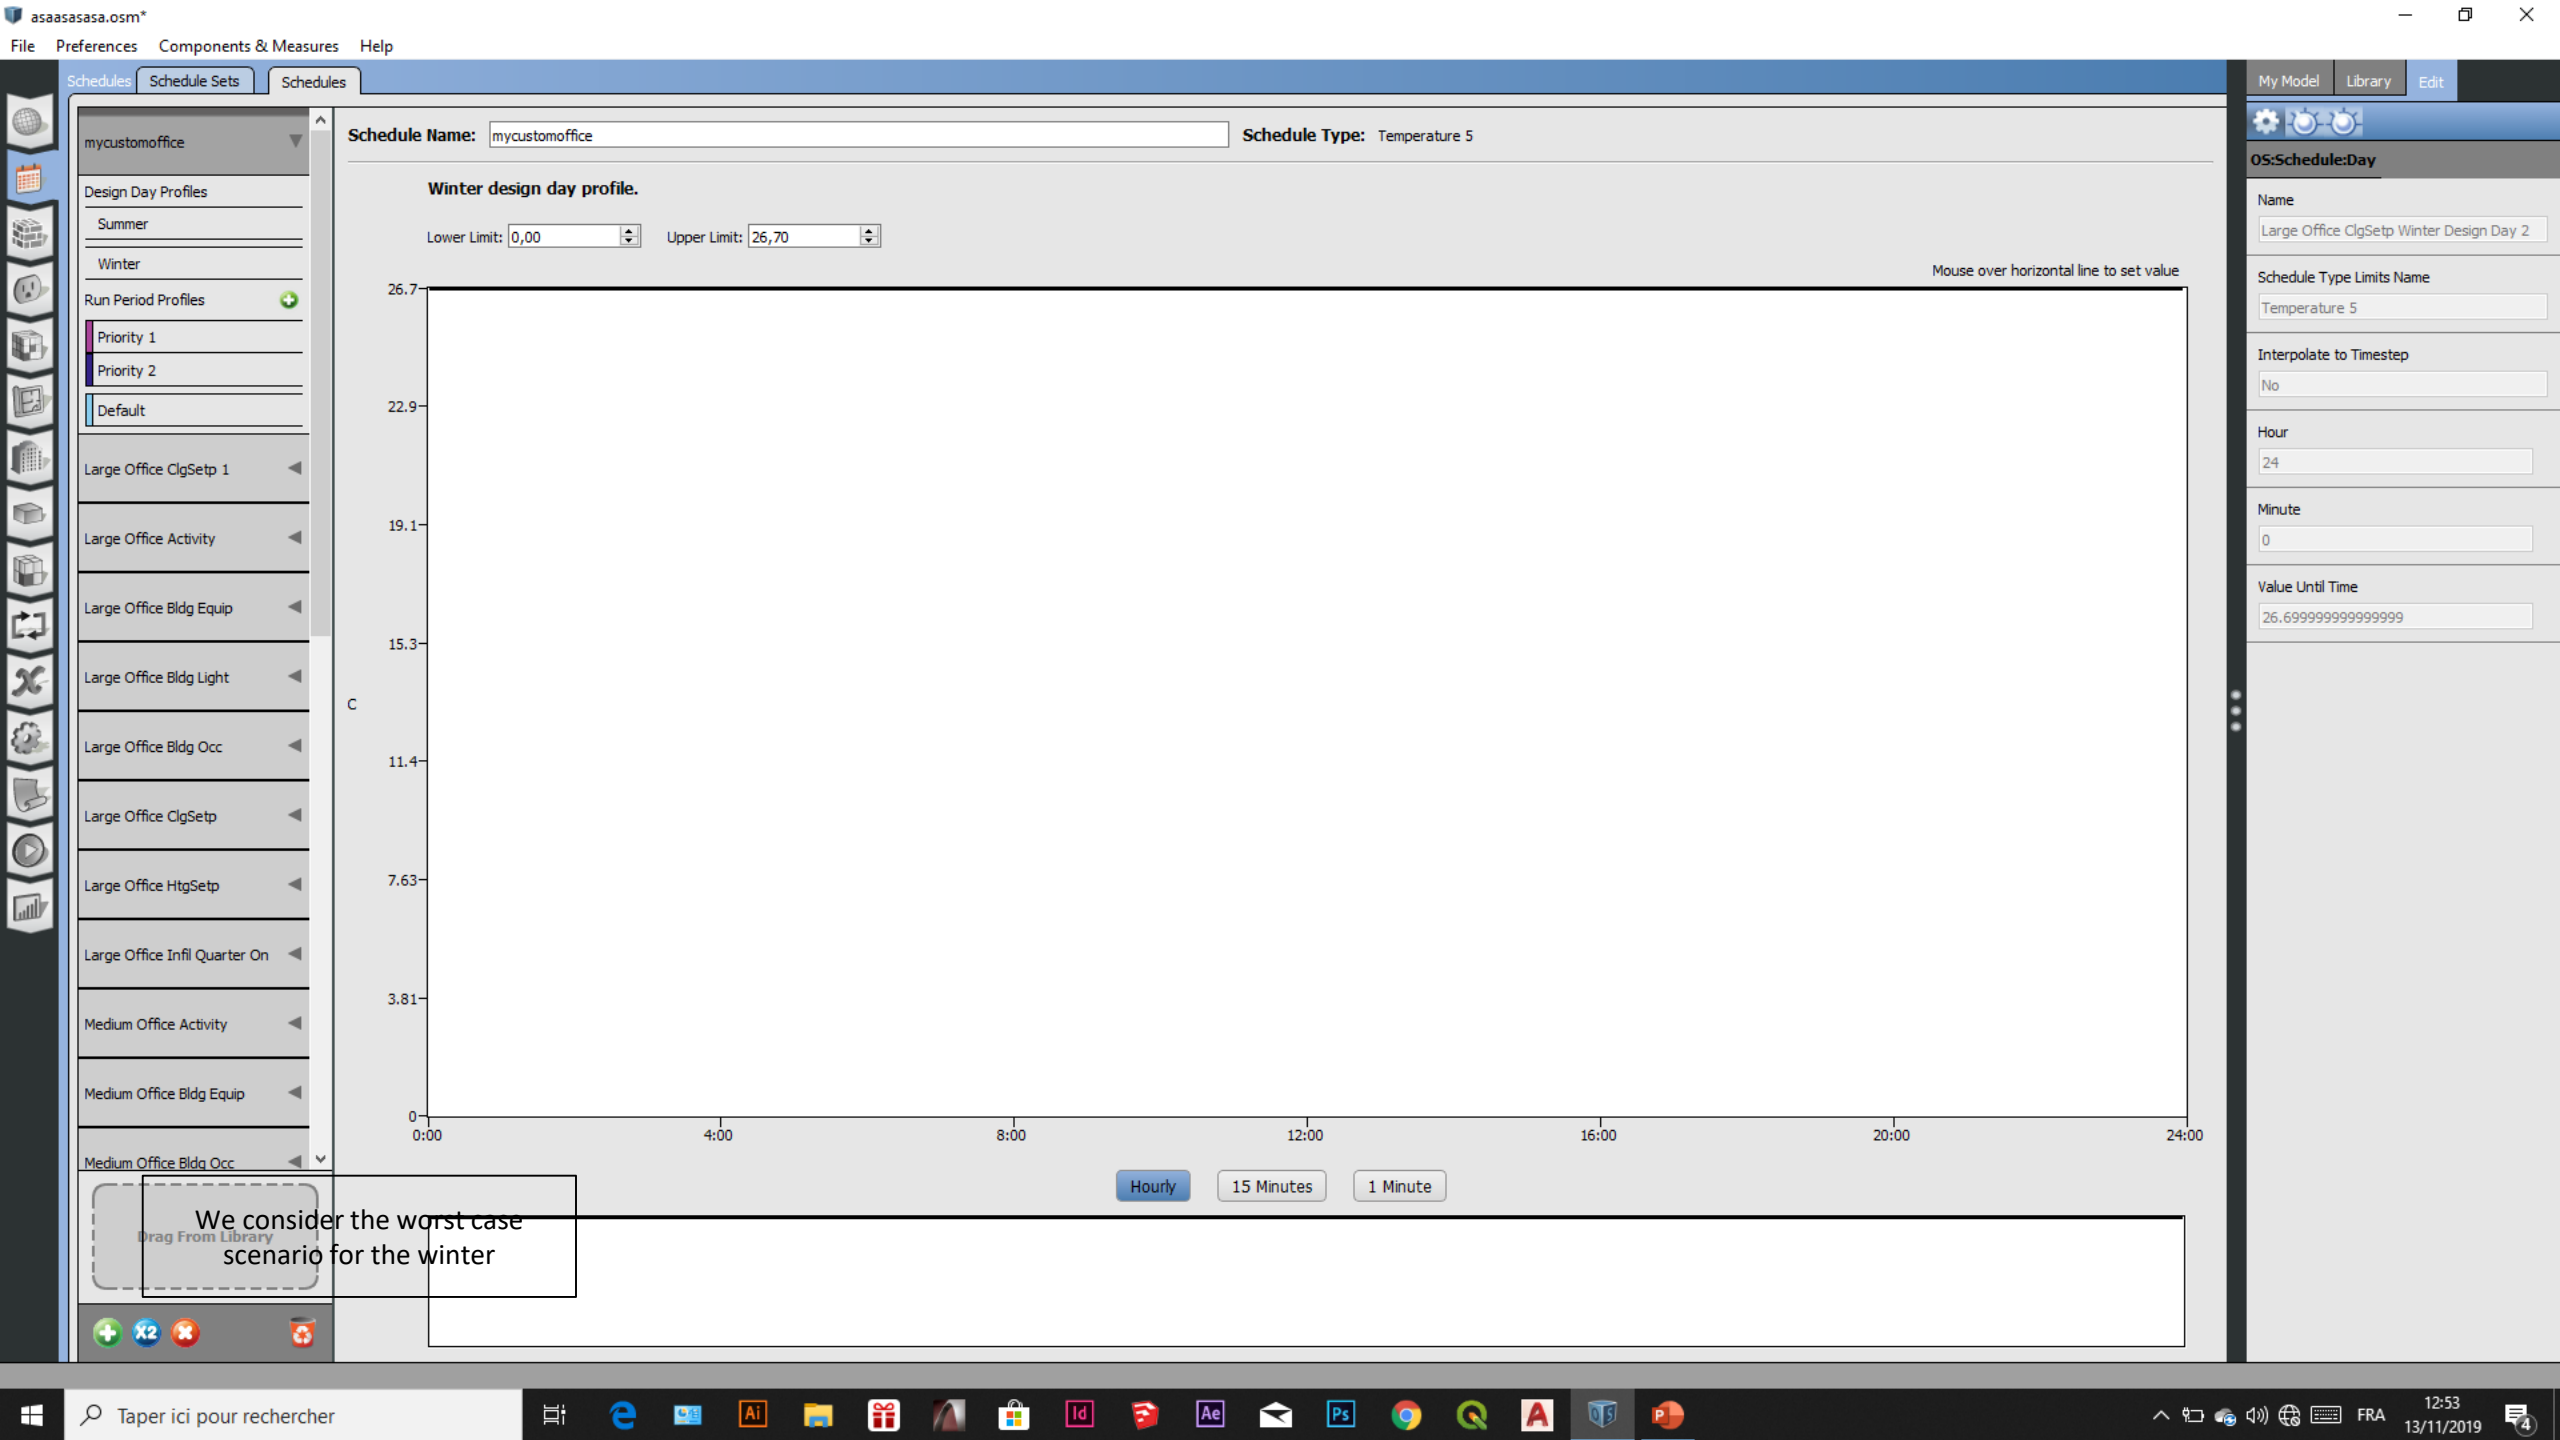 asaasasasa.osm*
File Preferences Components & Measures Help
Schedules Schedule Sets Schedules
My Model Library Edit
mycustomoffice
Design Day Profiles
Summer
Winter
Run Period Profiles
Priority 1
Priority 2
Default
Large Office ClgSetp 1
Large Office Activity
Large Office Bldg Equip
Large Office Bldg Light
Large Office Bldg Occ
Large Office ClgSetp
Large Office HtgSetp
Large Office Infil Quarter On
Medium Office Activity
Medium Office Bldg Equip
Medium Office Bldg Occ
Drag From Library
We consider the worst case
scenario for the winter
X2
Schedule Name: mycustomoffice Schedule Type: Temperature 5
Winter design day profile.
Lower Limit: 0,00 Upper Limit: 26,70
Mouse over horizontal line to set value
26.7
22.9
19.1
15.3
C
11.4
7.63
3.81
0
0:00 4:00 8:00 12:00 16:00 20:00 24:00
Hourly 15 Minutes 1 Minute
OS:Schedule:Day
Name
Large Office ClgSetp Winter Design Day 2
Schedule Type Limits Name
Temperature 5
Interpolate to Timestep
No
Hour
24
Minute
0
Value Until Time
26.699999999999999
Taper ici pour rechercher
Ai Id Ae Ps A OS P
FRA
12:53
13/11/2019
4